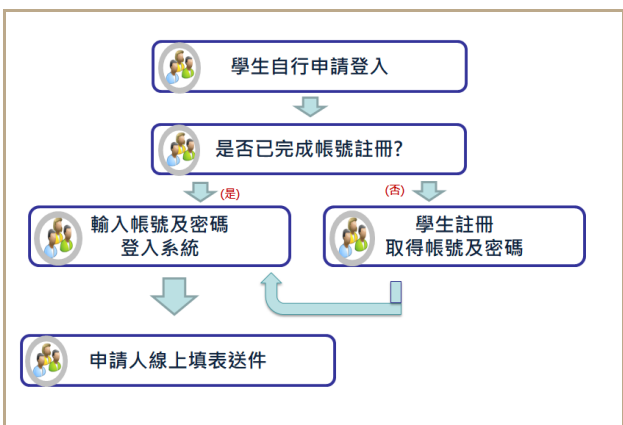 學生自行申請登入
是否已完成帳號註冊?
(是)
(否)
輸入帳號及密碼
登入系統
學生註冊
取得帳號及密碼
申請人線上填表送件